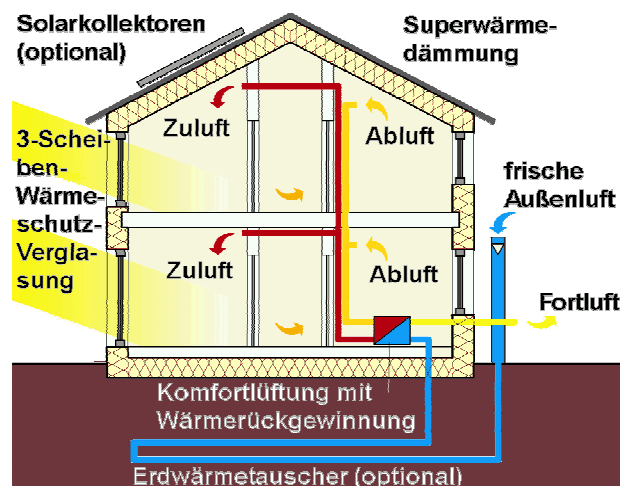 Solarkollektoren
(optional)
Superwärme-
dämmung
Zuluft
Abluft
3-Schei-
ben-
Wärme-
schutz-
Vergla-
sung
frische
Außenluft
Zuluft
Abluft
Fortluft
Komfortlüftung mit
Wärmerückgewinnung
Erdwärmetauscher (optional)